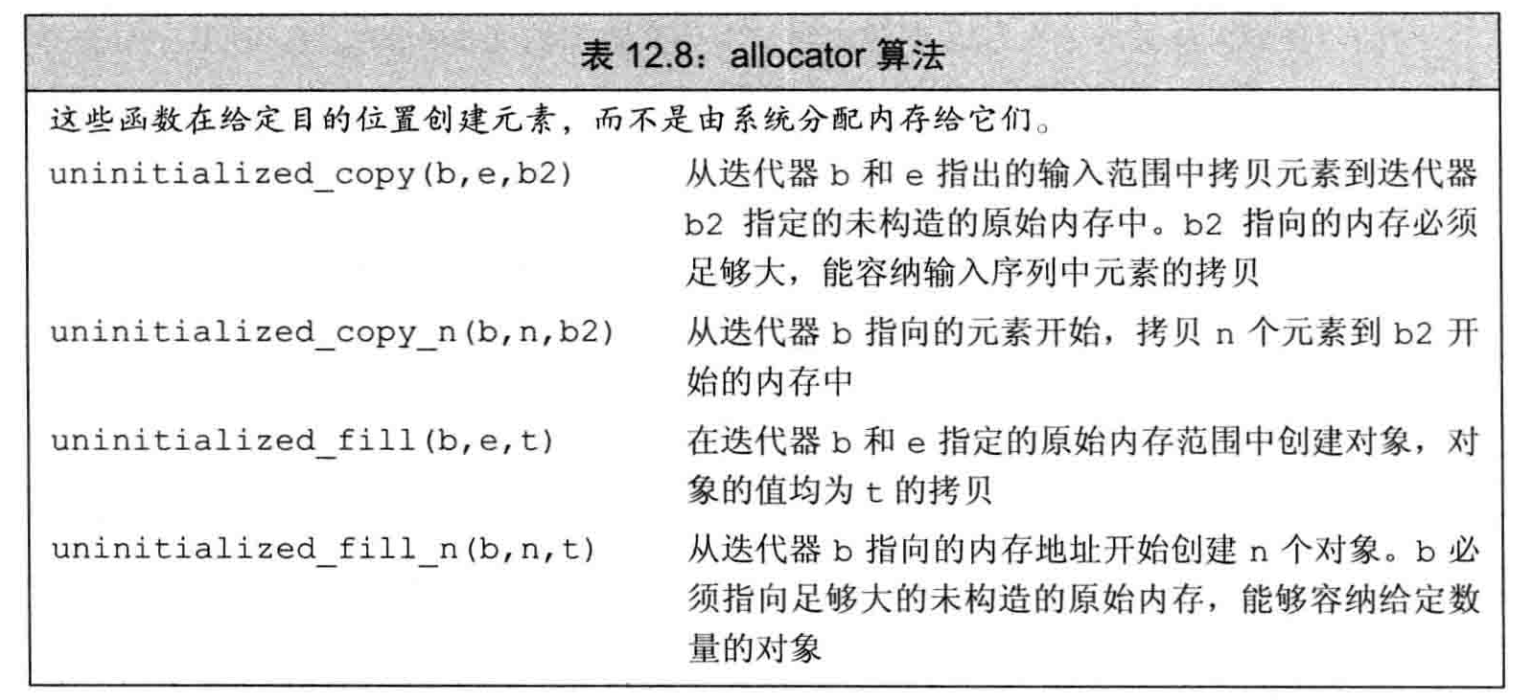 表 12.8：allocator 算法
这些函数在给定目的位置创建元素，而不是由系统分配内存给它们。
uninitialized_copy(b,e,b2) 从迭代器 b 和 e 指出的输入范围中拷贝元素到迭代器
b2 指定的未构造的原始内存中。b2 指向的内存必须
足够大，能容纳输入序列中元素的拷贝
uninitialized_copy_n(b,n,b2) 从迭代器 b 指向的元素开始，拷贝 n 个元素到 b2 开
始的内存中
uninitialized_fill(b,e,t) 在迭代器 b 和 e 指定的原始内存范围中创建对象，对
象的值均为 t 的拷贝
uninitialized_fill_n(b,n,t) 从迭代器 b 指向的内存地址开始创建 n 个对象。b 必
须指向足够大的未构造的原始内存，能够容纳给定数
量的对象